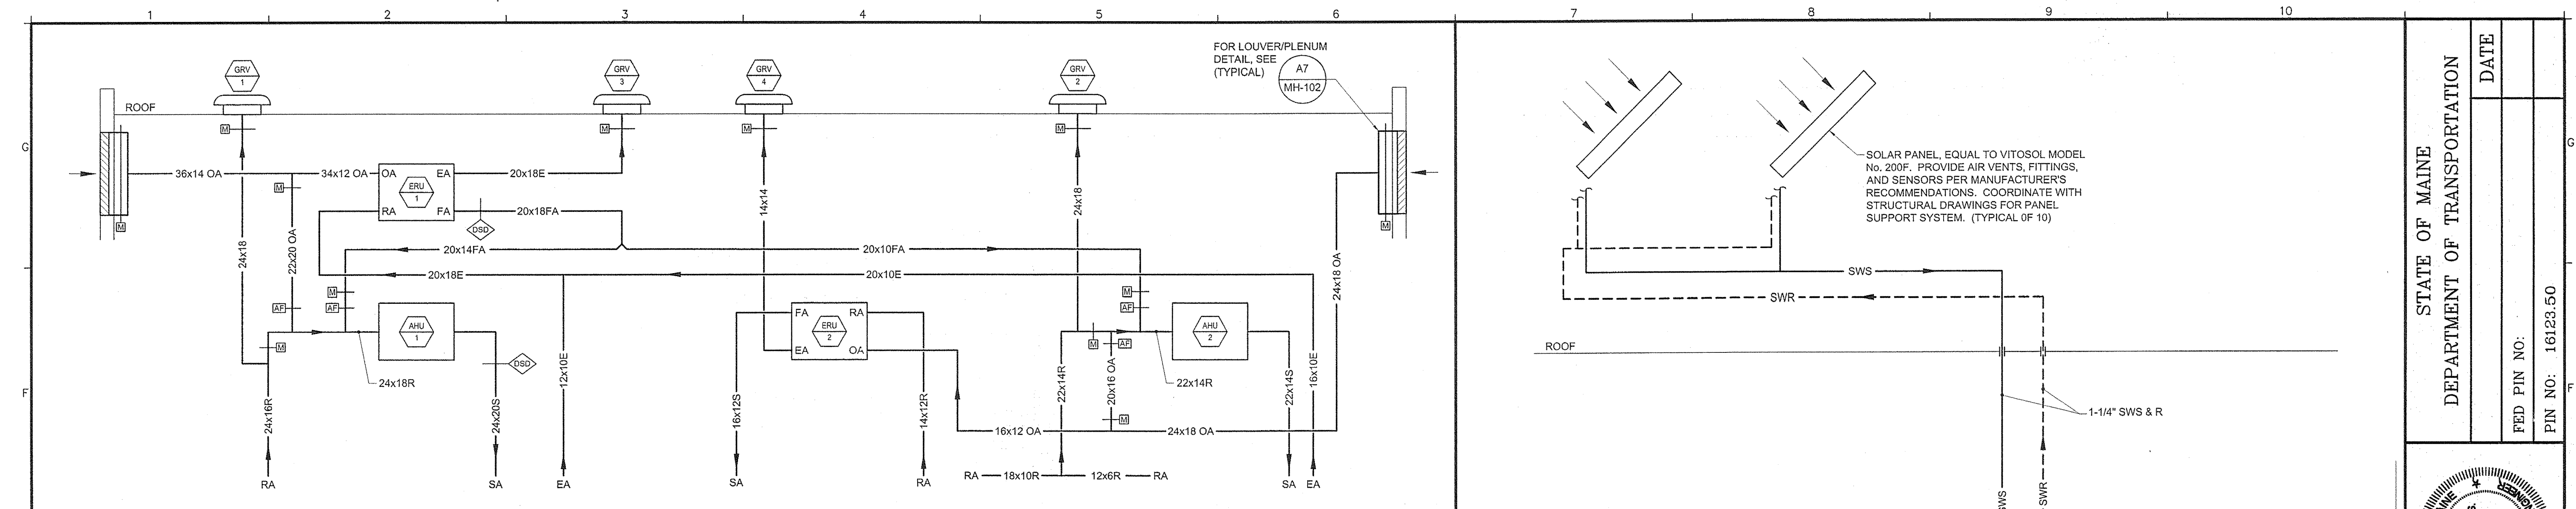 1 2 3 4 5 6 7 8 9 10
G
F
FOR LOUVER/PLENUM
DETAIL, SEE
(TYPICAL)
A7
MH-102
GRV
1
GRV
3
GRV
4
GRV
2
ROOF
M
M
M
M
36x14 OA
34x12 OA
OA
EA
ERU
1
RA
FA
20x18E
20x18FA
DSD
M
M
M
24x18
22x20 OA
14x14
24x18
24x18 OA
20x14FA
20x10FA
20x18E
20x10E
M
AF
AF
M
AF
M
AHU
1
24x18R
DSD
FA
RA
ERU
2
EA
OA
M
AF
AHU
2
22x14R
24x16R
24x20S
12x10E
16x12S
14x12R
22x14R
20x16 OA
M
22x14S
16x10E
16x12 OA
24x18 OA
RA
SA
EA
SA
RA
RA
18x10R
12x6R
RA
SA
EA
SOLAR PANEL, EQUAL TO VITOSOL MODEL
No. 200F. PROVIDE AIR VENTS, FITTINGS,
AND SENSORS PER MANUFACTURER'S
RECOMMENDATIONS. COORDINATE WITH
STRUCTURAL DRAWINGS FOR PANEL
SUPPORT SYSTEM. (TYPICAL 0F 10)
SWS
SWR
ROOF
1-1/4" SWS & R
SWS
SWR
G
F
STATE OF MAINE
DEPARTMENT OF TRANSPORTATION
DATE
FED PIN NO:
PIN NO: 16123.50